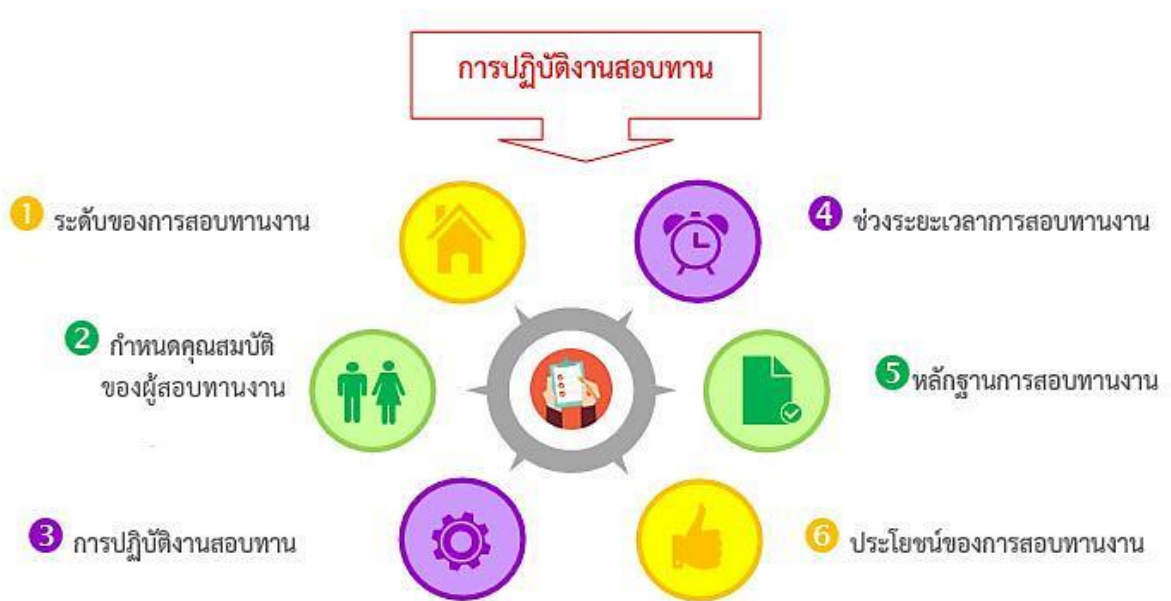 การปฏิบัติงานสอบทาน
1 ระดับของการสอบทานงาน
2 กำหนดคุณสมบัติ
ของผู้สอบทานงาน
3 การปฏิบัติงานสอบทาน
4 ช่วงระยะเวลาการสอบทานงาน
5 หลักฐานการสอบทานงาน
6 ประโยชน์ของการสอบทานงาน